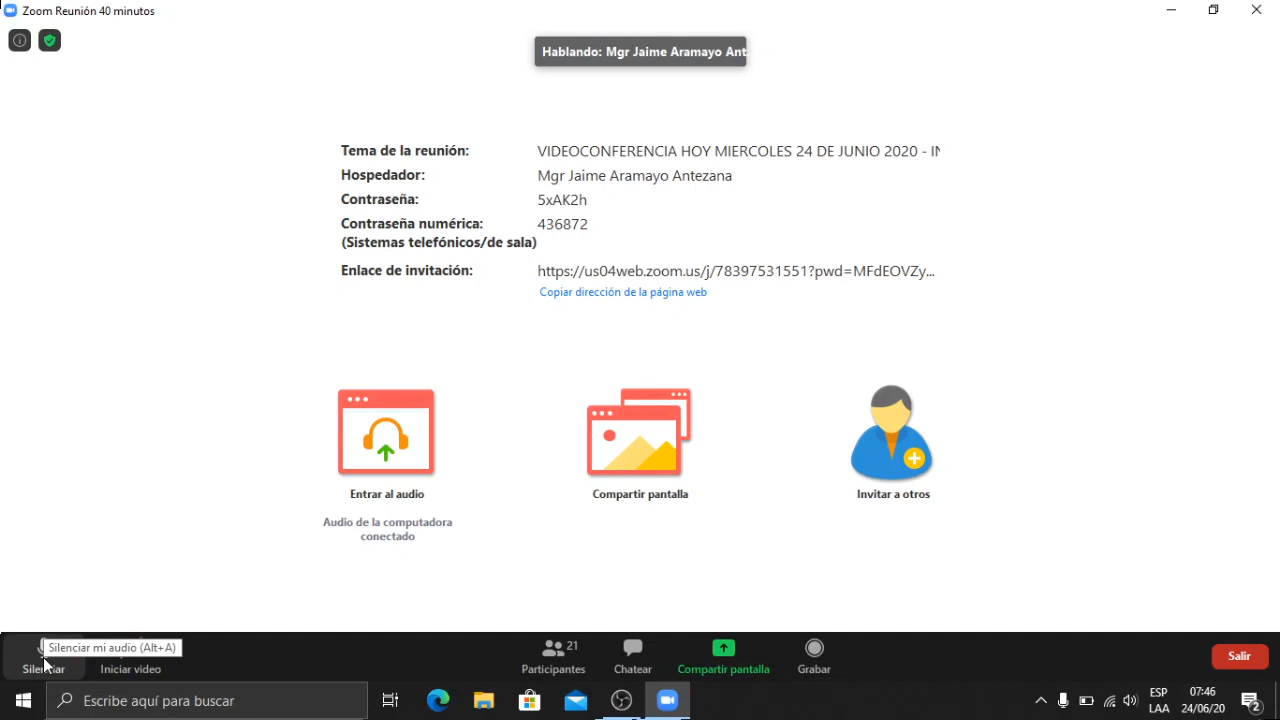 Zoom Reunión 40 minutos
Hablando: Mgr Jaime Aramayo Ant
Tema de la reunión: VIDEOCONFERENCIA HOY MIERCOLES 24 DE JUNIO 2020 -
Hospedador: Mgr Jaime Aramayo Antezana
Contraseña: 5xAK2h
Contraseña numérica: 436872
(Sistemas telefónicos/de sala)
Enlace de invitación: https://us04web.zoom.us/j/78397531551?pwd=MFdEOVZy...
Copiar dirección de la página web
Entrar al audio
Compartir pantalla
Invitar a otros
Audio de la computadora
conectado
Silenciar mi audio (Alt+A)
21
Silenciar
Iniciar video
Participantes
Chatear
Compartir pantalla
Grabar
Salir
Escribe aquí para buscar
ESP
LAA
07:46
24/06/20
2